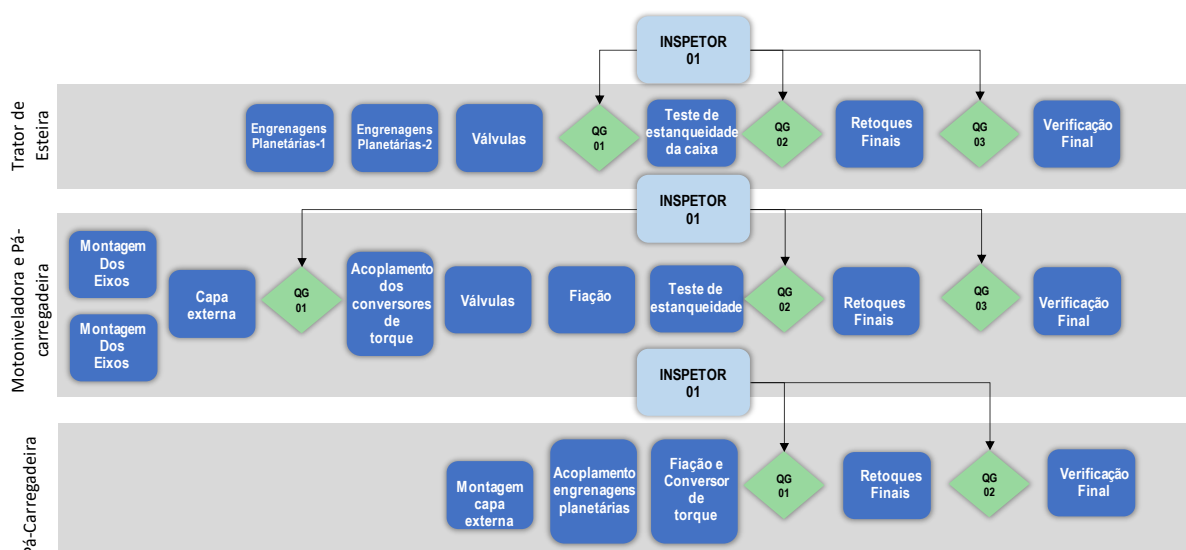 INSPETOR
01
Trator de
Esteira
Engrenagens
Planetárias-1
Engrenagens
Planetárias-2
Válvulas
QG
01
Teste de
estanqueidade
da caixa
QG
02
Retoques
Finais
QG
03
Verificação
Final
INSPETOR
01
Motoniveladora e Pá-
carregadeira
Montagem
Dos
Eixos
Montagem
Dos
Eixos
Capa
externa
QG
01
Acoplamento
dos
conversores
de
torque
Válvulas
Fiação
Teste de
estanqueidade
QG
02
Retoques
Finais
QG
03
Verificação
Final
INSPETOR
01
Pá-Carregadeira
Montagem
capa
externa
Acoplamento
engrenagens
planetárias
Fiação e
Conversor
de
torque
QG
01
Retoques
Finais
QG
02
Verificação
Final